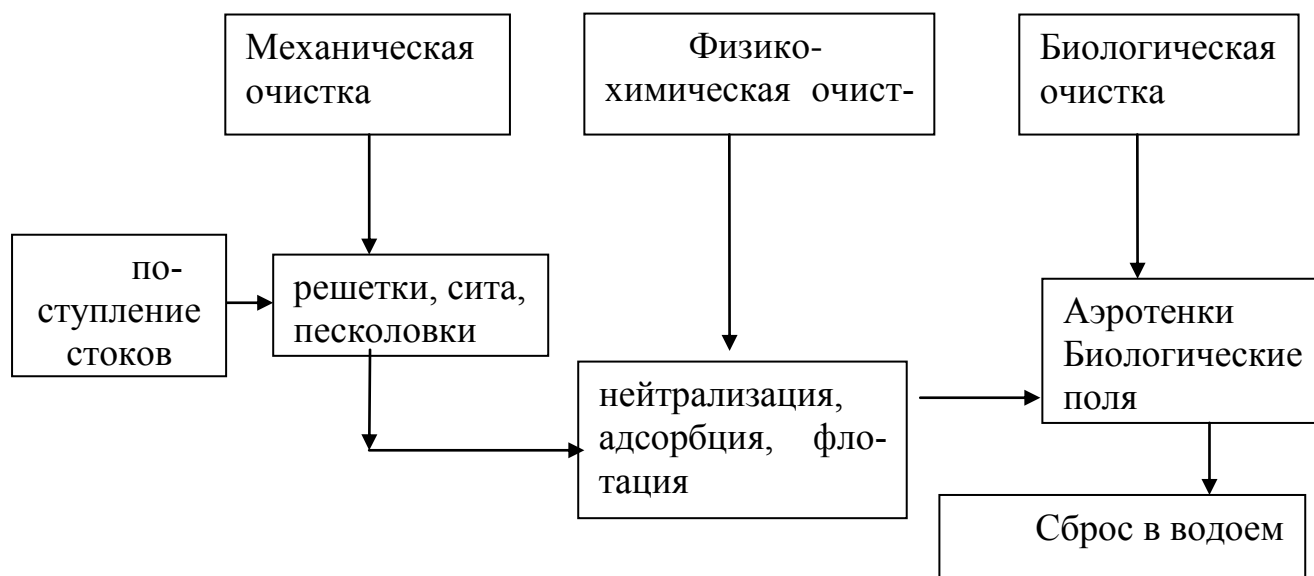 Механическая
очистка
Физико-
химическая очист-
Биологическая
очистка
по-
ступление
стоков
решетки, сита,
песколовки
нейтрализация,
адсорбция, фло-
тация
Аэротенки
Биологические
поля
Сброс в водоем